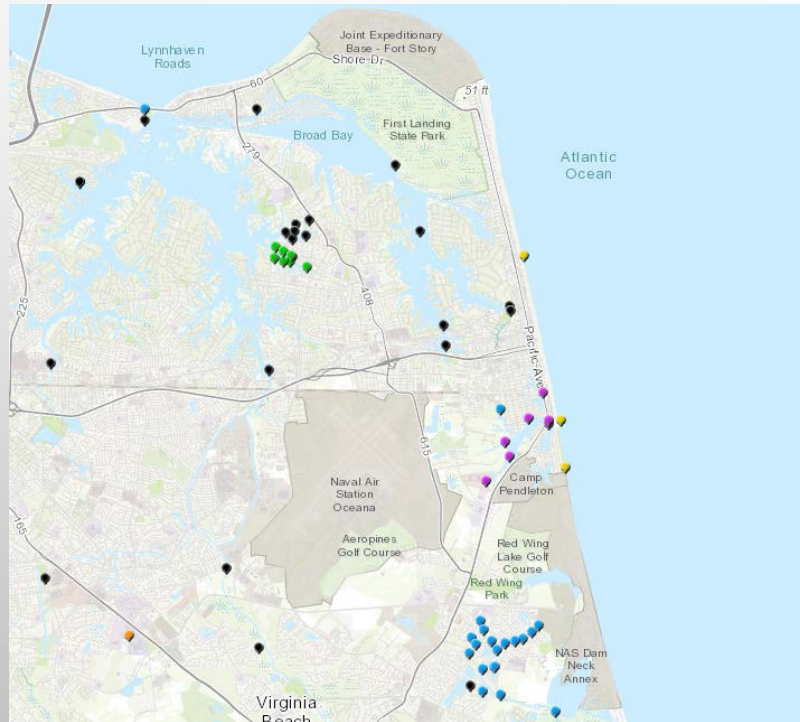 Joint Expeditionary
Base - Fort Story
Lynnhaven
Roads
Shore Dr
60
51 ft
First Landing
State Park
Broad Bay
279
Atlantic
Ocean
225
408
Pacific Ave
615
Naval Air
Station
Oceana
Camp
Pendleton
165
Aeropines
Golf Course
Red Wing
Lake Golf
Course
Red Wing
Park
NAS Dam
Neck
Annex
Virginia
Beach